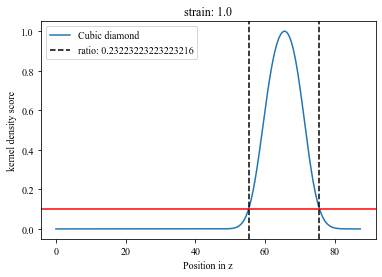 strain: 1.0
Cubic diamond
ratio: 0.23223223223223216
kernel density score
1.0
0.8
0.6
0.4
0.2
0.0
0 20 40 60 80
Position in z